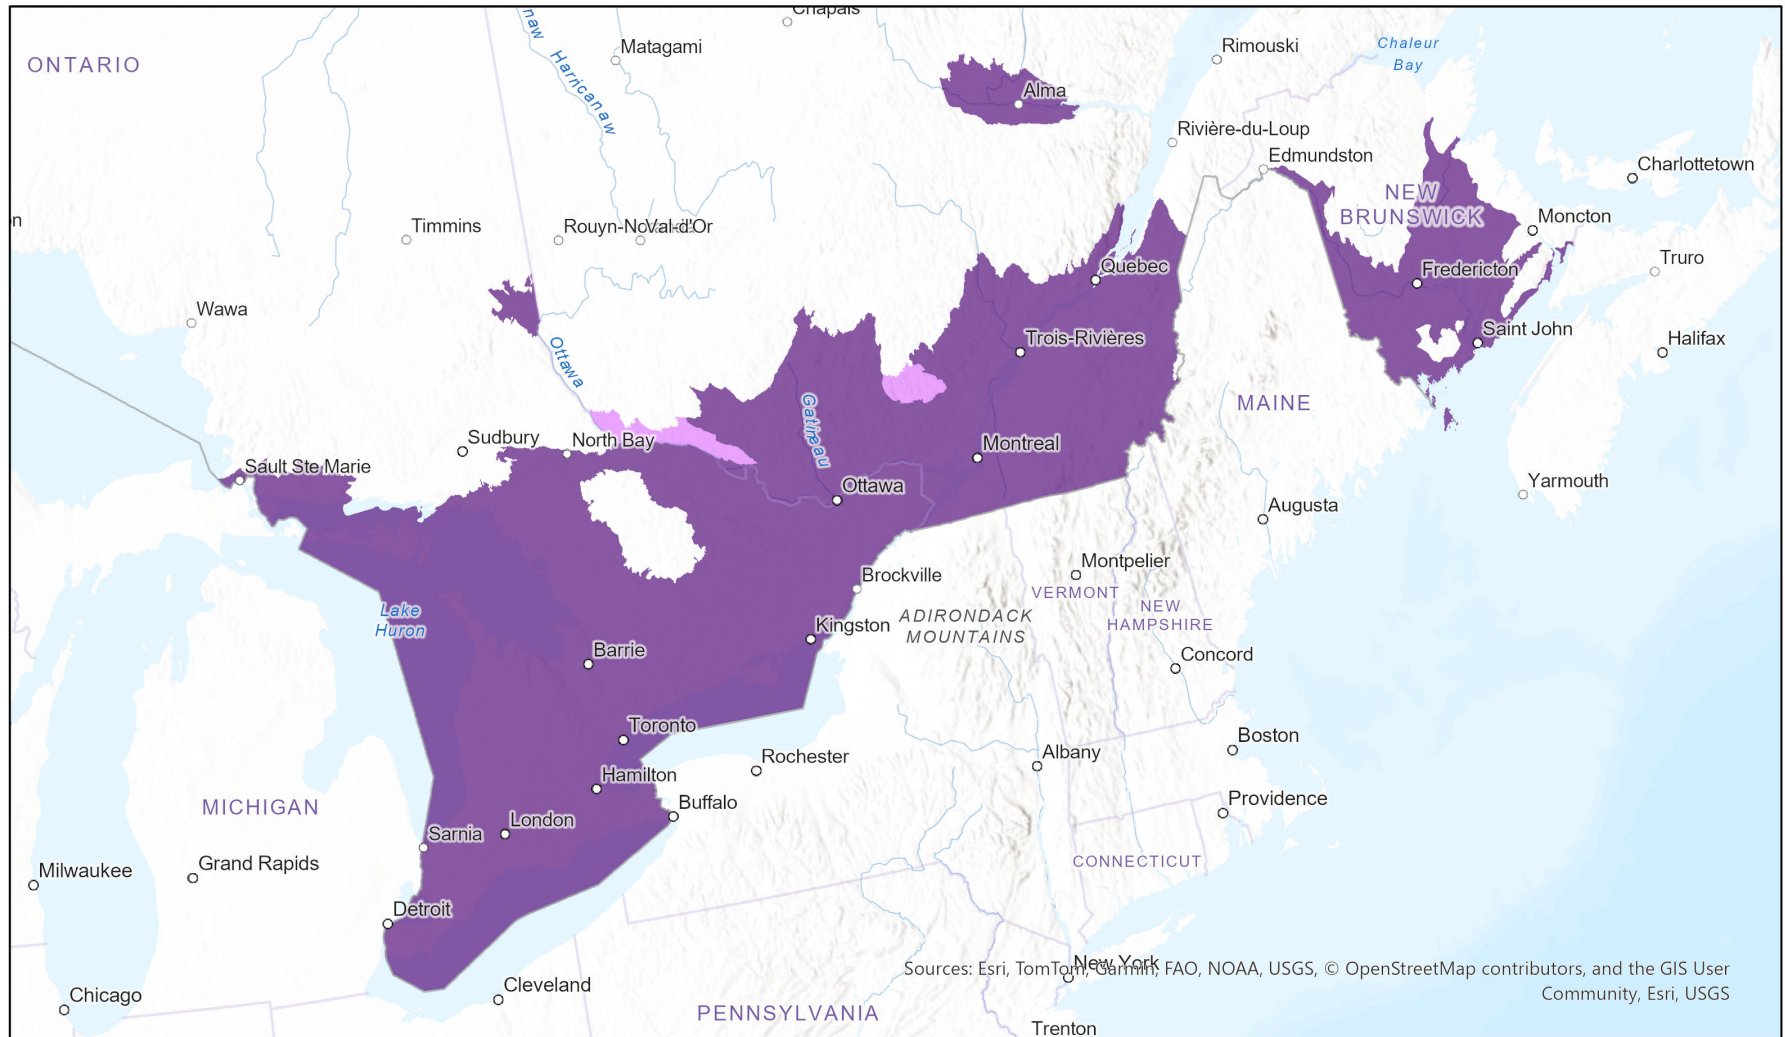 Chapais
ONTARIO
Matagami
naw
Harricanaw
Rimouski
Chaleur
Bay
Alma
Rivière-du-Loup
Edmundston
Charlottetown
NEW
BRUNSWICK
Moncton
n
Timmins
Rouyn-No
Val-d'Or
Quebec
Fredericton
Truro
Wawa
Ottawa
Trois-Rivières
Saint John
Halifax
Gatineau
MAINE
Sudbury
North Bay
Montreal
Sault Ste Marie
Ottawa
Yarmouth
Augusta
Montpelier
Brockville
VERMONT
NEW
HAMPSHIRE
Lake
Huron
Kingston
ADIRONDACK
MOUNTAINS
Barrie
Concord
Toronto
Rochester
Albany
Boston
Hamilton
Buffalo
Providence
MICHIGAN
London
Sarnia
Milwaukee
Grand Rapids
CONNECTICUT
Detroit
New York
Sources: Esri, TomTom, Garmin, FAO, NOAA, USGS, © OpenStreetMap contributors, and the GIS User
Community, Esri, USGS
Chicago
Cleveland
PENNSYLVANIA
Trenton